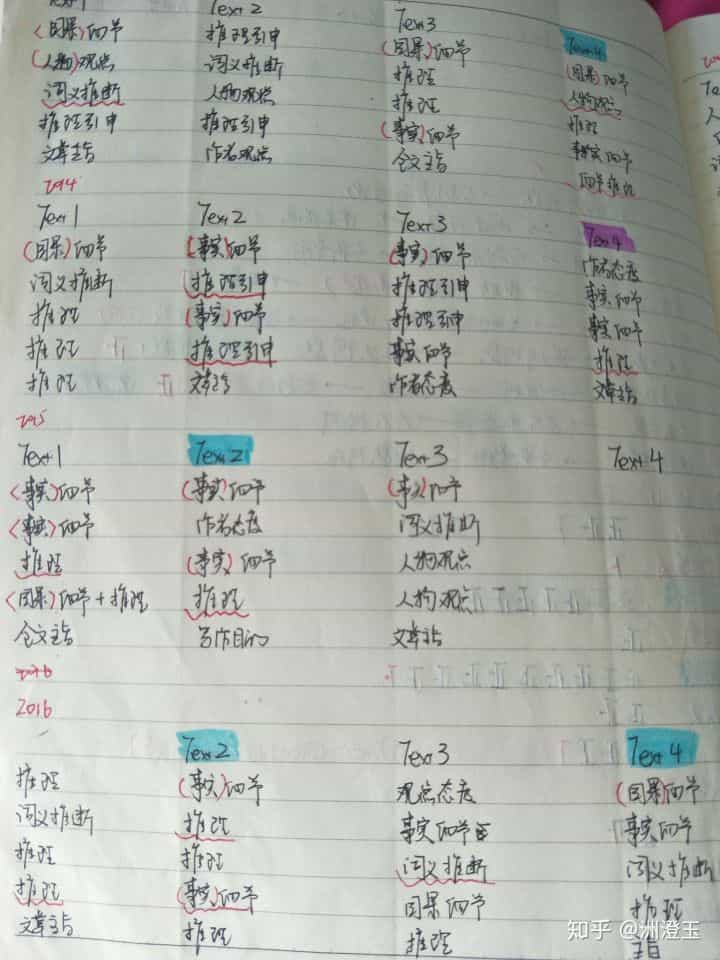 Text 1 Text 2 Text3 Text 4
(因果)细节 推理引申 (因果)细节 (因果)细节
(人物)观点 词义推断 推理 人物观点
词义推断 人物观点 推理 推理
推理引申 推理引申 (事实)细节 事实细节
文章主旨 作者观点 全文主旨 细节推理
2014
Text 1 Text 2 Text3 Text 4
(因果)细节 (事实)细节 (事实)细节 作者态度
词义推断 推理引申 推理引申 事实细节
推理 (事实)细节 推理引申 事实细节
推理 推理引申 事实细节 推理
推理 文章主旨 作者态度 文章主旨
2015
Text 1 Text 2 Text3 Text 4
(事实)细节 (事实)细节 (事实)细节
(事实)细节 作者态度 词义推断
推理 (事实)细节 人物观点
(因果)细节+推理 推理 人物观点
全文主旨 写作目的 文章主旨
2016
Text 2 Text3 Text 4
推理 (事实)细节 观点态度 (因果)细节
词义推断 推理 事实细节 事实细节
推理 推理 词义推断 词义推断
推理 (事实)细节 因果细节 推理
文章主旨 推理 推理 主旨
知乎 @洲澄玉